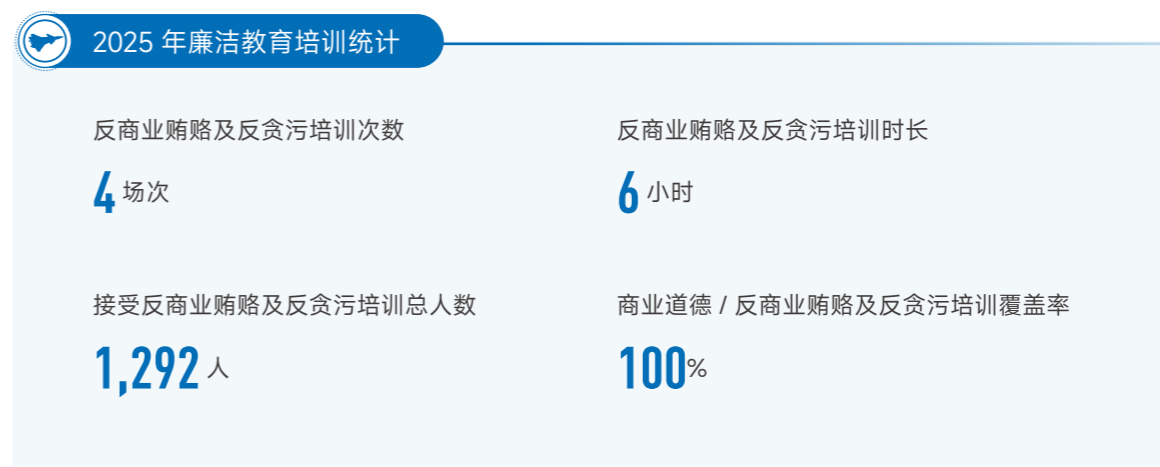 2025 年廉洁教育培训统计
反商业贿赂及反贪污培训次数
4 场次
反商业贿赂及反贪污培训时长
6 小时
接受反商业贿赂及反贪污培训总人数
1,292 人
商业道德 / 反商业贿赂及反贪污培训覆盖率
100%